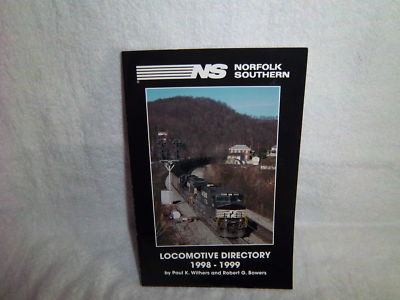 NS NORFOLK
SOUTHERN
LOCOMOTIVE DIRECTORY
1998 - 1999
by Paul K. Withers and Robert G. Bowers